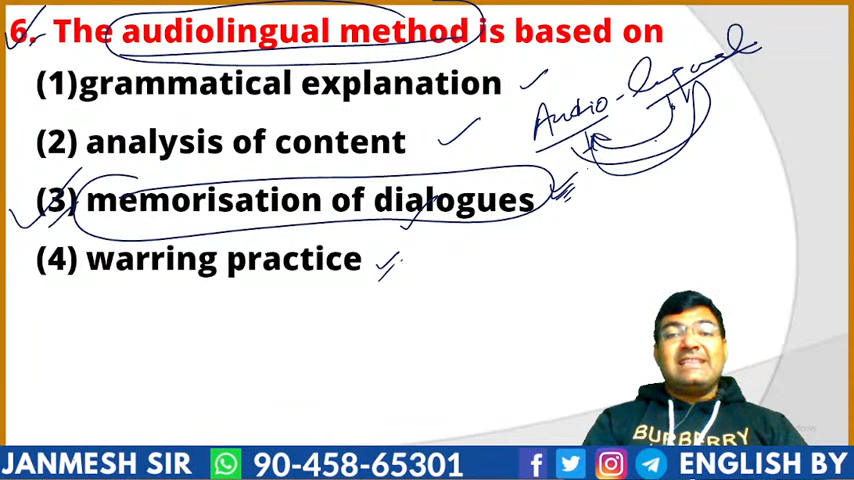 6. The audiolingual method is based on
(1)grammatical explanation
(2) analysis of content
(3) memorisation of dialogues
(4) warring practice
Audio-lingual
BURBERRY
JANMESH SIR 90-458-65301 ENGLISH BY